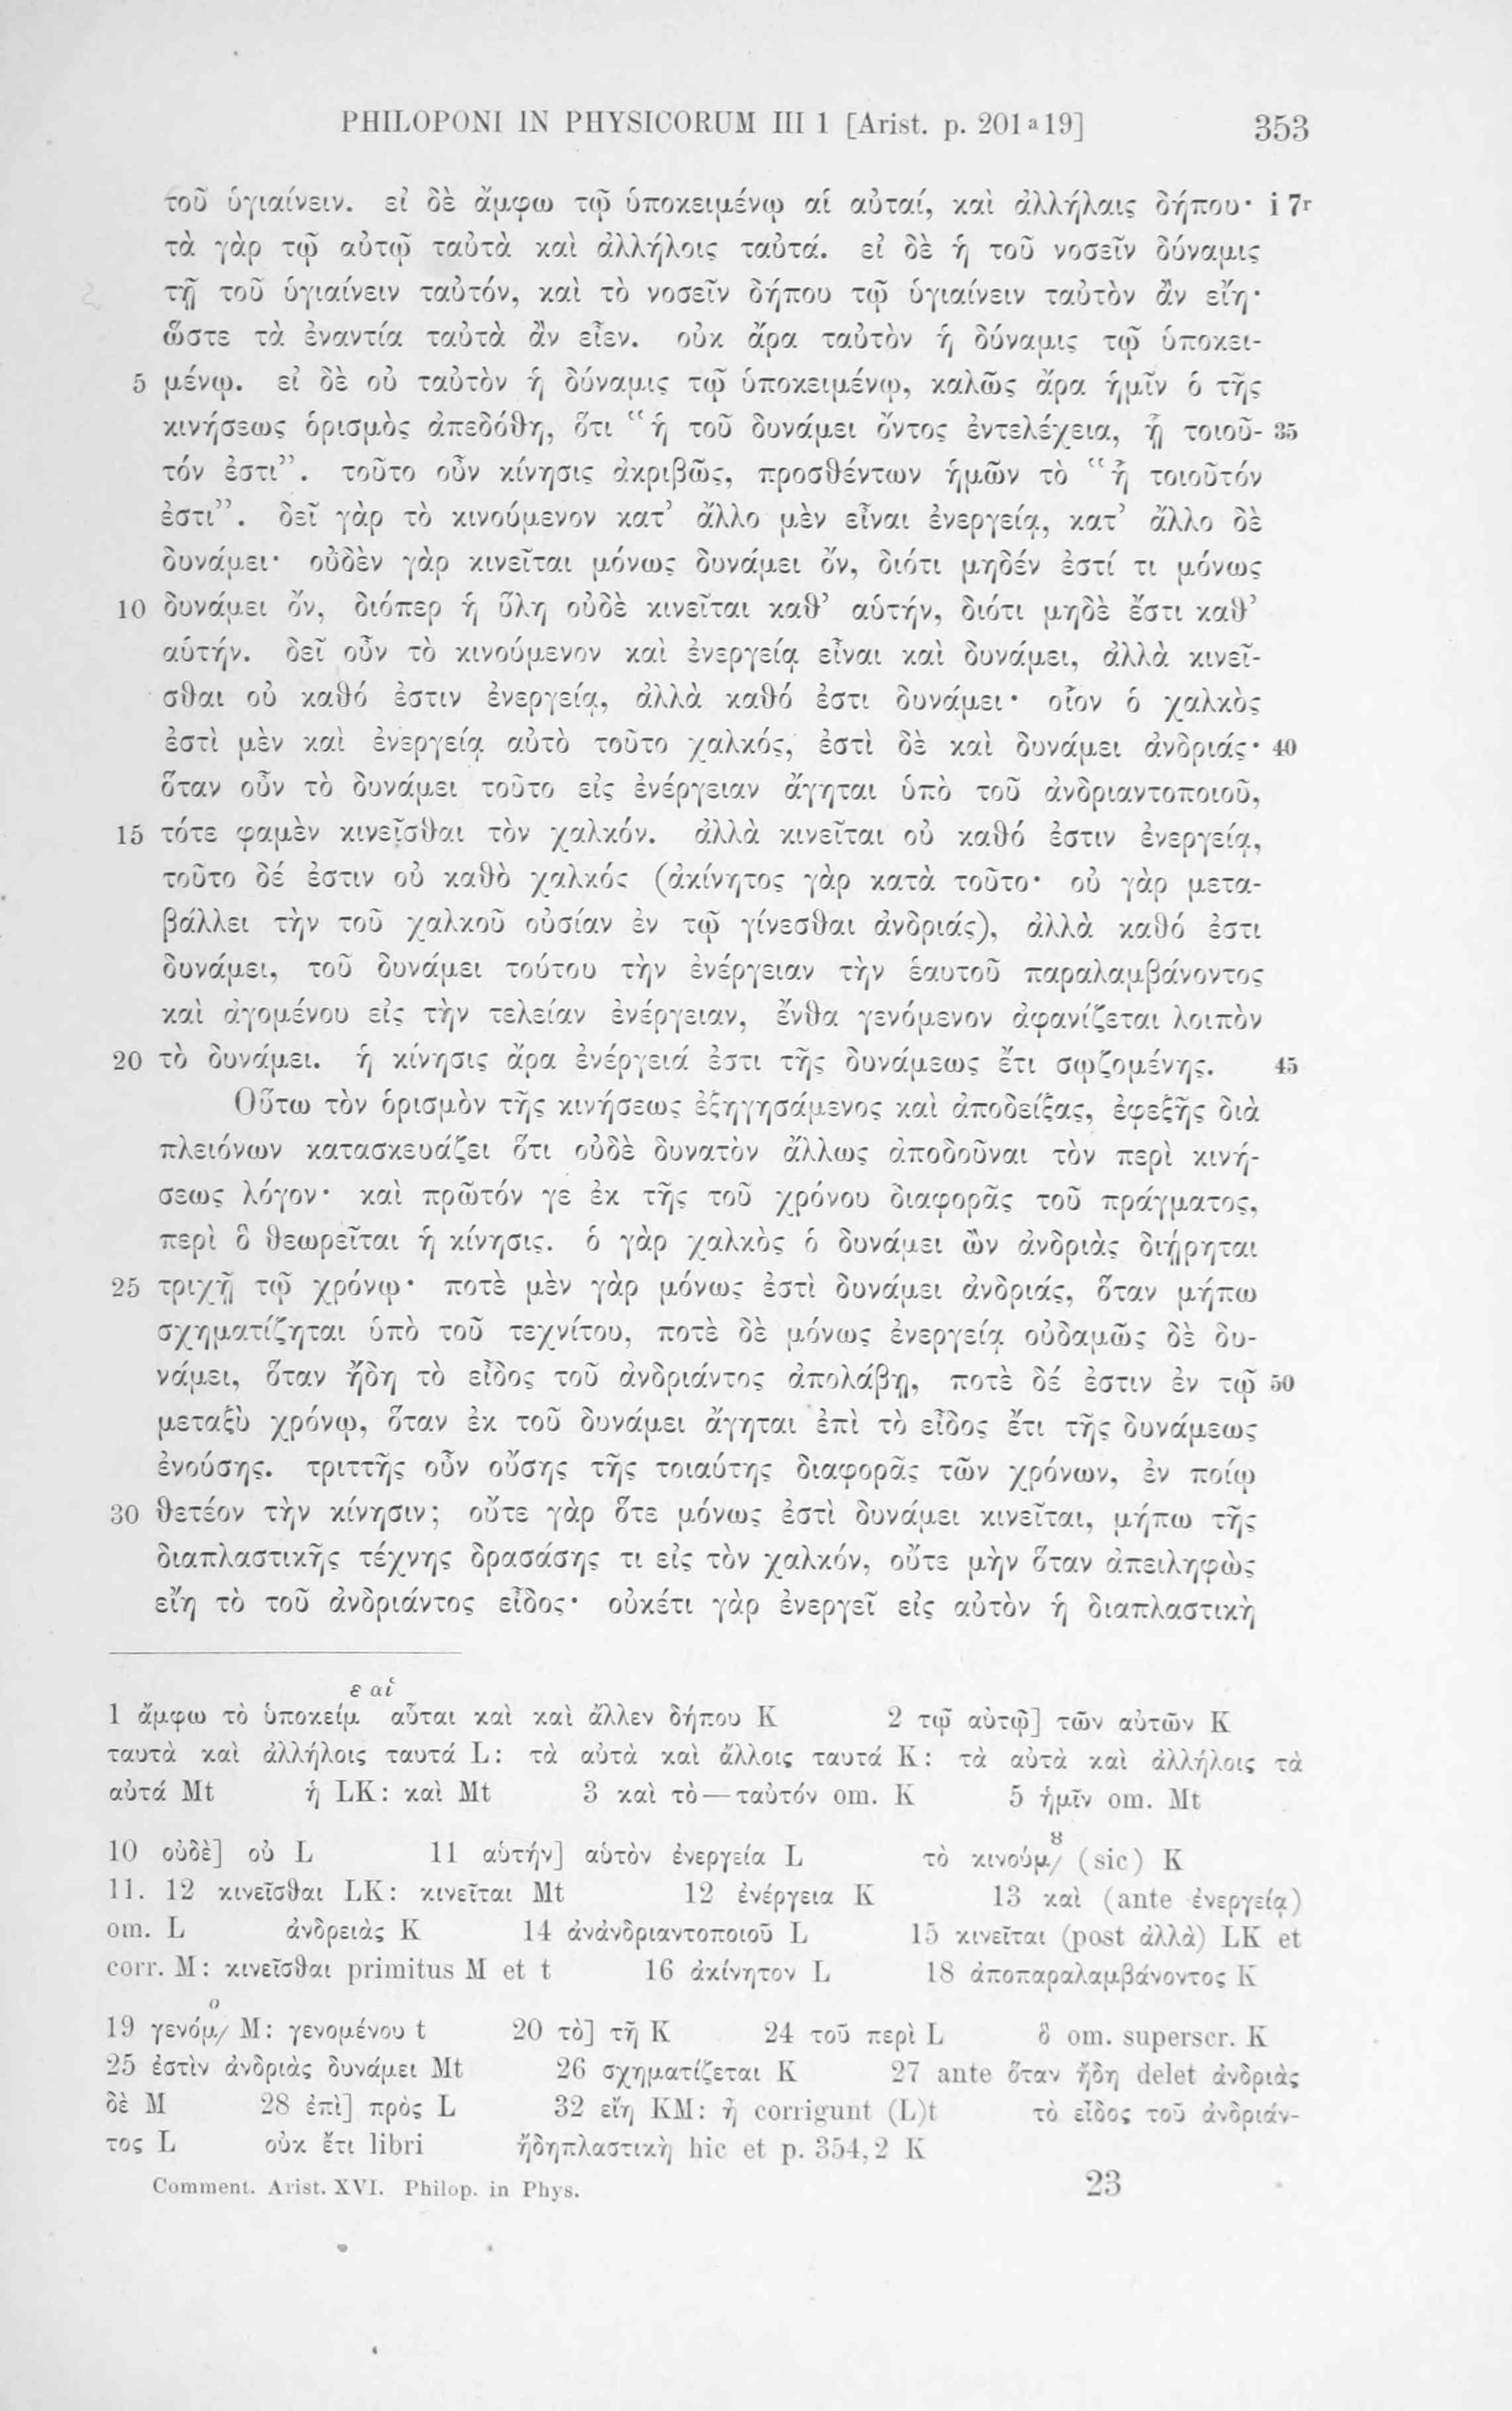 PHILOPONI IN PHYSICORUM III 1 [Arist. p. 201 a 19] 353
τοῦ ὑγιαίνειν. εἰ δὲ ἄμφω τῷ ὑποκειμένῳ αἱ αὐταί, καὶ ἀλλήλαις δήπου· i 7r
τὰ γὰρ τῷ αὐτῷ ταὐτὰ καὶ ἀλλήλοις ταὐτά. εἰ δὲ ἡ τοῦ νοσεῖν δύναμις
τῇ τοῦ ὑγιαίνειν ταὐτόν, καὶ τὸ νοσεῖν δήπου τῷ ὑγιαίνειν ταὐτὸν ἂν εἴη·
ὥστε τὰ ἐναντία ταὐτὰ ἂν εἶεν. οὐκ ἄρα ταὐτὸν ἡ δύναμις τῷ ὑποκει-
5 μένῳ. εἰ δὲ οὐ ταὐτὸν ἡ δύναμις τῷ ὑποκειμένῳ, καλῶς ἄρα ἡμῖν ὁ τῆς
κινήσεως ὁρισμὸς ἀπεδόθη, ὅτι “ἡ τοῦ δυνάμει ὄντος ἐντελέχεια, ᾗ τοιοῦ- 35
τόν ἐστι”. τοῦτο οὖν κίνησις ἀκριβῶς, προσθέντων ἡμῶν τὸ “ᾗ τοιοῦτόν
ἐστι”. δεῖ γὰρ τὸ κινούμενον κατ’ ἄλλο μὲν εἶναι ἐνεργείᾳ, κατ’ ἄλλο δὲ
δυνάμει· οὐδὲν γὰρ κινεῖται μόνως δυνάμει ὄν, διότι μηδέν ἐστί τι μόνως
10 δυνάμει ὄν, διόπερ ἡ ὕλη οὐδὲ κινεῖται καθ’ αὑτήν, διότι μηδὲ ἔστι καθ’
αὑτήν. δεῖ οὖν τὸ κινούμενον καὶ ἐνεργείᾳ εἶναι καὶ δυνάμει, ἀλλὰ κινεῖ-
σθαι οὐ καθό ἐστιν ἐνεργείᾳ, ἀλλὰ καθό ἐστι δυνάμει· οἷον ὁ χαλκὸς
ἐστὶ μὲν καὶ ἐνεργείᾳ αὐτὸ τοῦτο χαλκός, ἐστὶ δὲ καὶ δυνάμει ἀνδριάς· 40
ὅταν οὖν τὸ δυνάμει τοῦτο εἰς ἐνέργειαν ἄγηται ὑπὸ τοῦ ἀνδριαντοποιοῦ,
15 τότε φαμὲν κινεῖσθαι τὸν χαλκόν. ἀλλὰ κινεῖται οὐ καθό ἐστιν ἐνεργείᾳ,
τοῦτο δέ ἐστιν οὐ καθὸ χαλκός (ἀκίνητος γὰρ κατὰ τοῦτο· οὐ γὰρ μετα-
βάλλει τὴν τοῦ χαλκοῦ οὐσίαν ἐν τῷ γίνεσθαι ἀνδριάς), ἀλλὰ καθό ἐστι
δυνάμει, τοῦ δυνάμει τούτου τὴν ἐνέργειαν τὴν ἑαυτοῦ παραλαμβάνοντος
καὶ ἀγομένου εἰς τὴν τελείαν ἐνέργειαν, ἔνθα γενόμενον ἀφανίζεται λοιπὸν
20 τὸ δυνάμει. ἡ κίνησις ἄρα ἐνέργειά ἐστι τῆς δυνάμεως ἔτι σῳζομένης. 45
Οὕτω τὸν ὁρισμὸν τῆς κινήσεως ἐξηγησάμενος καὶ ἀποδείξας, ἐφεξῆς διὰ
πλειόνων κατασκευάζει ὅτι οὐδὲ δυνατὸν ἄλλως ἀποδοῦναι τὸν περὶ κινή-
σεως λόγον· καὶ πρῶτόν γε ἐκ τῆς τοῦ χρόνου διαφορᾶς τοῦ πράγματος,
περὶ ὃ θεωρεῖται ἡ κίνησις. ὁ γὰρ χαλκὸς ὁ δυνάμει ὢν ἀνδριὰς διῄρηται
25 τριχῇ τῷ χρόνῳ· ποτὲ μὲν γὰρ μόνως ἐστὶ δυνάμει ἀνδριάς, ὅταν μήπω
σχηματίζηται ὑπὸ τοῦ τεχνίτου, ποτὲ δὲ μόνως ἐνεργείᾳ οὐδαμῶς δὲ δυ-
νάμει, ὅταν ἤδη τὸ εἶδος τοῦ ἀνδριάντος ἀπολάβῃ, ποτὲ δέ ἐστιν ἐν τῷ 50
μεταξὺ χρόνῳ, ὅταν ἐκ τοῦ δυνάμει ἄγηται ἐπὶ τὸ εἶδος ἔτι τῆς δυνάμεως
ἐνούσης. τριττῆς οὖν οὔσης τῆς τοιαύτης διαφορᾶς τῶν χρόνων, ἐν ποίῳ
30 θετέον τὴν κίνησιν; οὔτε γὰρ ὅτε μόνως ἐστὶ δυνάμει κινεῖται, μήπω τῆς
διαπλαστικῆς τέχνης δρασάσης τι εἰς τὸν χαλκόν, οὔτε μὴν ὅταν ἀπειληφὼς
εἴη τὸ τοῦ ἀνδριάντος εἶδος· οὐκέτι γὰρ ἐνεργεῖ εἰς αὐτὸν ἡ διαπλαστικὴ
ε αἱ
1 ἄμφω τὸ ὑποκείμ αὗται καὶ καὶ ἄλλεν δήπου K 2 τῷ αὐτῷ] τῶν αὐτῶν K
ταυτὰ καὶ ἀλλήλοις ταυτά L: τὰ αὐτὰ καὶ ἄλλοις ταυτά K: τὰ αὐτὰ καὶ ἀλλήλοις τὰ
αὐτά Mt ἡ LK: καὶ Mt 3 καὶ τὸ—ταὐτόν om. K 5 ἡμῖν om. Mt
10 οὐδὲ] οὐ L 11 αὑτήν] αὑτὸν ἐνεργεία L τὸ κινούμ/ (sic) K
11. 12 κινεῖσθαι LK: κινεῖται Mt 12 ἐνέργεια K 13 καὶ (ante ἐνεργείᾳ)
om. L ἀνδρειὰς K 14 ἀνάνδριαντοποιοῦ L 15 κινεῖται (post ἀλλὰ) LK et
corr. M: κινεῖσθαι primitus M et t 16 ἀκίνητον L 18 ἀποπαραλαμβάνοντος K
ο
19 γενόμ/ M: γενομένου t 20 τὸ] τῆ K 24 τοῦ περὶ L ὃ om. superscr. K
25 ἐστὶν ἀνδριὰς δυνάμει Mt 26 σχηματίζεται K 27 ante ὅταν ἤδη delet ἀνδριὰς
δὲ M 28 ἐπὶ] πρὸς L 32 εἴη KM: ᾖ corrigunt (L)t τὸ εἶδος τοῦ ἀνδριάν-
τος L οὐκ ἔτι libri ἤδηπλαστικὴ hic et p. 354,2 K
Comment. Arist. XVI. Philop. in Phys. 23